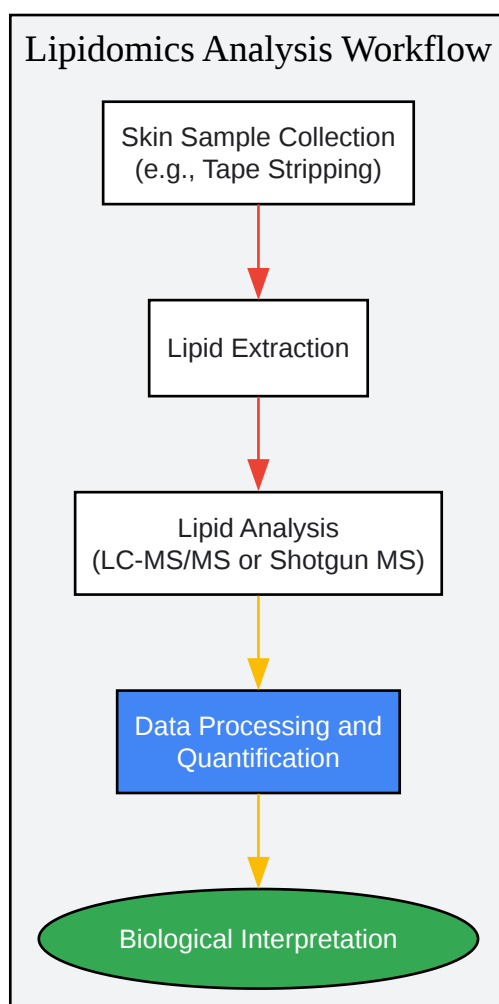 Lipidomics Analysis Workflow
Skin Sample Collection
(e.g., Tape Stripping)
Lipid Extraction
Lipid Analysis
(LC-MS/MS or Shotgun MS)
Data Processing and
Quantification
Biological Interpretation